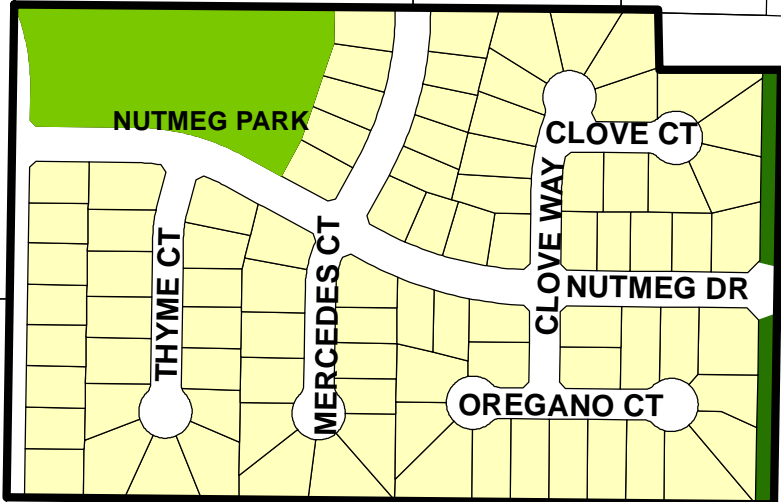 NUTMEG PARK
CLOVE CT
CLOVE WAY
THYME CT
MERCEDES CT
NUTMEG DR
OREGANO CT